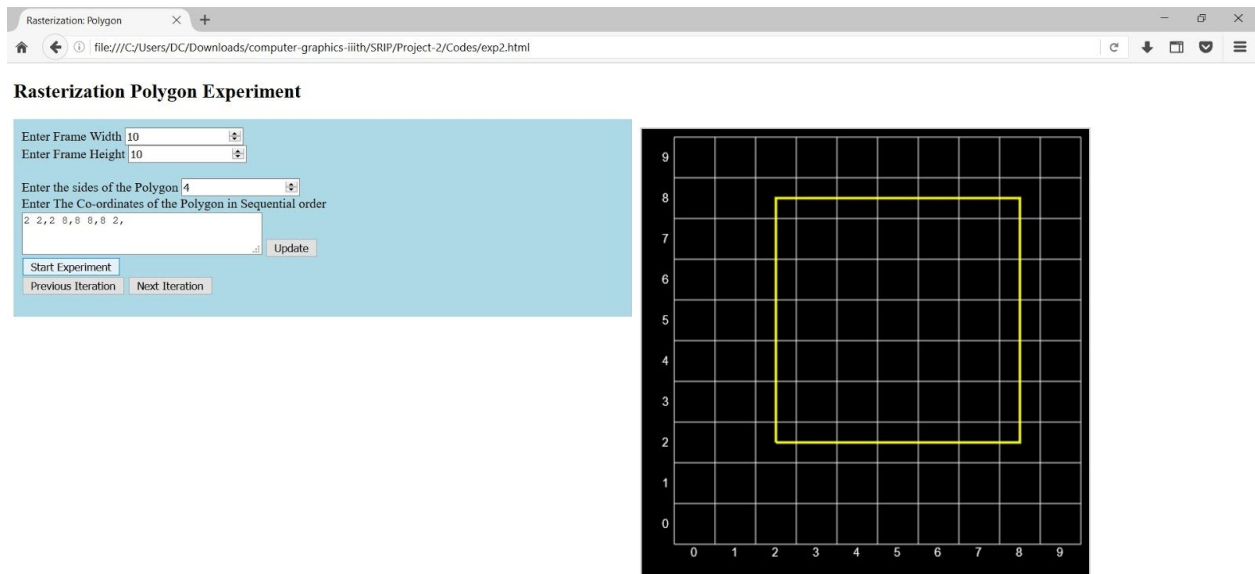 Rasterization: Polygon
file:///C:/Users/DC/Downloads/computer-graphics-iiith/SRIP/Project-2/Codes/exp2.html
Rasterization Polygon Experiment
Enter Frame Width 10
Enter Frame Height 10
Enter the sides of the Polygon 4
Enter The Co-ordinates of the Polygon in Sequential order
2 2,2 8,8 8,8 2,
Update
Start Experiment
Previous Iteration Next Iteration
9
8
7
6
5
4
3
2
1
0
0 1 2 3 4 5 6 7 8 9